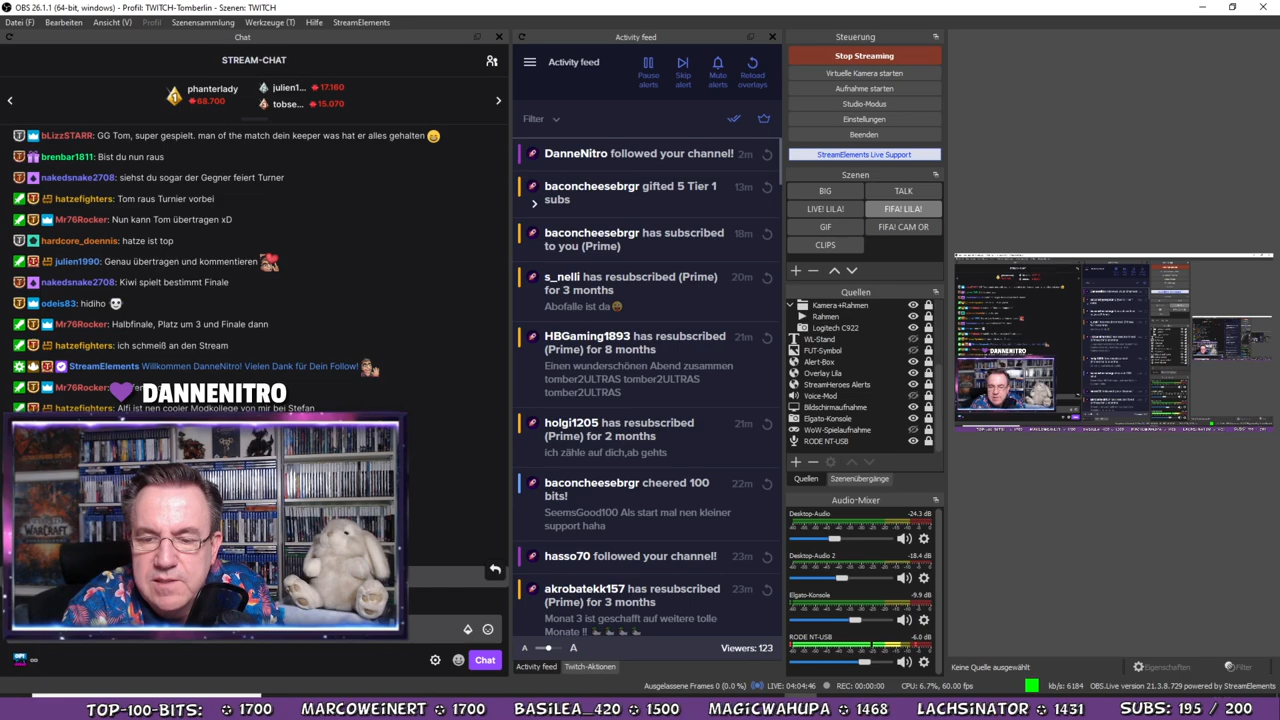 OBS 26.1.1 (64-bit, windows) - Profil: TWITCH-Tomberlin - Szenen: TWITCH
Datei (F) Bearbeiten Ansicht (V) Profil Szenensammlung Werkzeuge (T) Hilfe StreamElements
Chat
STREAM-CHAT
phanterlady
68.700
julien1... 17.160
tobse... 15.070
bLizzSTARR: GG Tom, super gespielt. man of the match dein keeper was hat er alles gehalten
brenbar1811: Bist du nun raus
nakedsnake2708: siehst du sogar der Gegner feiert Turner
hatzefighters: Tom raus Turnier vorbei
Mr76Rocker: Nun kann Tom übertragen xD
hardcore_doennis: hatze ist top
julien1990: Genau übertragen und kommentieren
nakedsnake2708: Kiwi spielt bestimmt Finale
odeis83: hidiho
Mr76Rocker: Halbfinale, Platz um 3 und Finale dann
hatzefighters: ich schmeiß an den Stream
StreamElements Willkommen DanneNitro! Vielen Dank für Dein Follow!
DANNENITRO
hatzefighters: Alfi ist nen cooler Modkollege von mir bei Stefan
WARCRAFT
Chat
Activity feed
Activity feed
Pause alerts
Skip alert
Mute alerts
Reload overlays
Filter
DanneNitro followed your channel! 2m
baconcheesebrgr gifted 5 Tier 1 13m
subs
baconcheesebrgr has subscribed 18m
to you (Prime)
s_nelli has resubscribed (Prime) 20m
for 3 months
Abofalle ist da
has resubscribed 21m
(Prime) for 8 months
Einen wunderschönen Abend zusammen
tomber2ULTRAS tomber2ULTRAS
tomber2ULTRAS
holgi1005 has resubscribed
(Prime) for 2 months
ich zähle auf dich,ab gehts
baconcheesebrgr cheered 100 22m
bits!
SeemsGood100 Als start mal nen kleiner
support haha
hasso70 followed your channel! 23m
akrobatekk157 has resubscribed 23m
(Prime) for 3 months
Monat 3 ist geschafft auf weitere tolle
Monate !!
A A Viewers: 123
Activity feed Twitch-Aktionen
Steuerung
Stop Streaming
Virtuelle Kamera starten
Aufnahme starten
Studio-Modus
Einstellungen
Beenden
StreamElements Live Support
Szenen
BIG TALK
LIVE! LILA! FIFA! LILA!
GIF FIFA! CAM OR
CLIPS
Quellen
Kamera +Rahmen
Rahmen
Logitech C922
WL-Stand
FUT-Symbol
Alert-Box
Overlay Lila
StreamHeroes Alerts
Voice-Mod
Bildschirmaufnahme
Elgato-Konsole
WoW-Spielaufnahme
RODE NT-USB
Quellen Szenenübergänge
Audio-Mixer
Desktop-Audio -24.3 dB
Desktop-Audio 2 -18.4 dB
Elgato-Konsole -9.9 dB
RODE NT-USB -6.0 dB
DANNENITRO
Keine Quelle ausgewählt
Eigenschaften Filter
Ausgelassene Frames 0 (0.0 %) LIVE: 04:04:46 REC: 00:00:00 CPU: 6.7%, 60.00 fps kb/s: 6184 OBS.Live version 21.3.8.729 powered by StreamElements
TOP-100-BITS: 1700 MARCOWEINERT 1700 BASILEA_420 1500 MAGICWAHUPA 1468 LACHSINATOR 1431 SUBS: 195 / 200